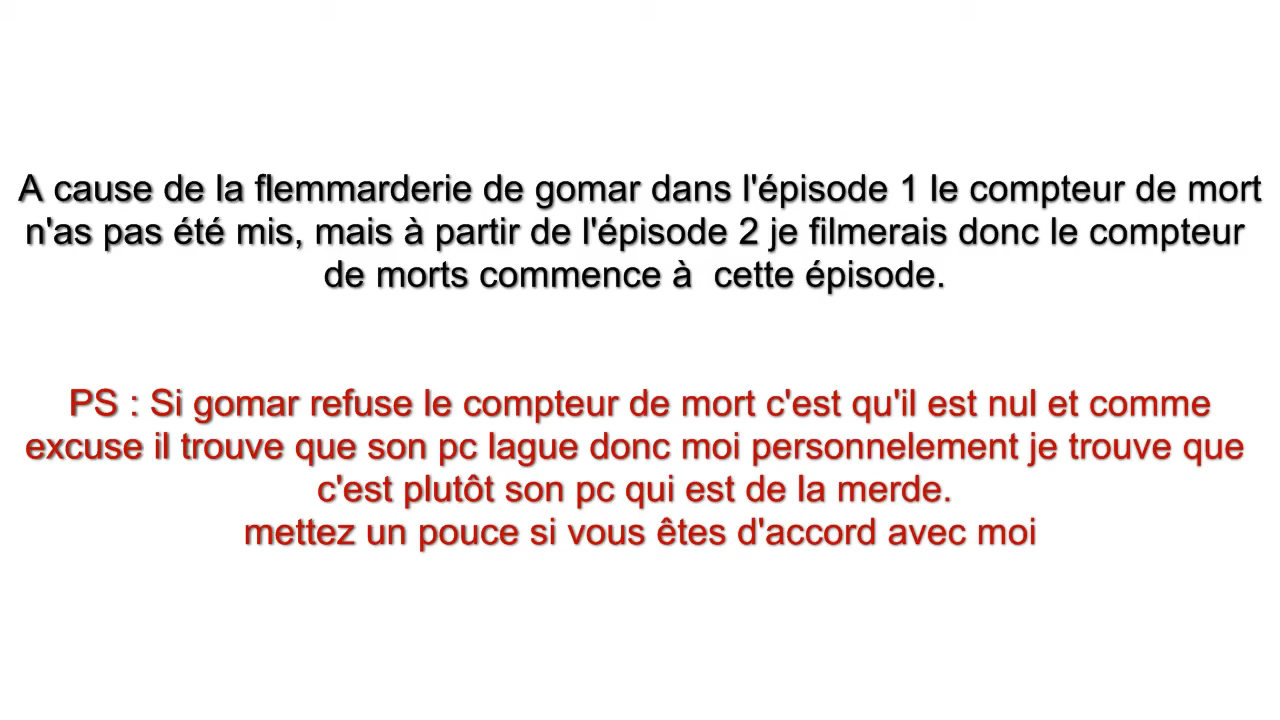 A cause de la flemmarderie de gomar dans l'épisode 1 le compteur de mort
n'as pas été mis, mais à partir de l'épisode 2 je filmerais donc le compteur
de morts commence à  cette épisode.
PS : Si gomar refuse le compteur de mort c'est qu'il est nul et comme
excuse il trouve que son pc lague donc moi personnelement je trouve que
c'est plutôt son pc qui est de la merde.
mettez un pouce si vous êtes d'accord avec moi